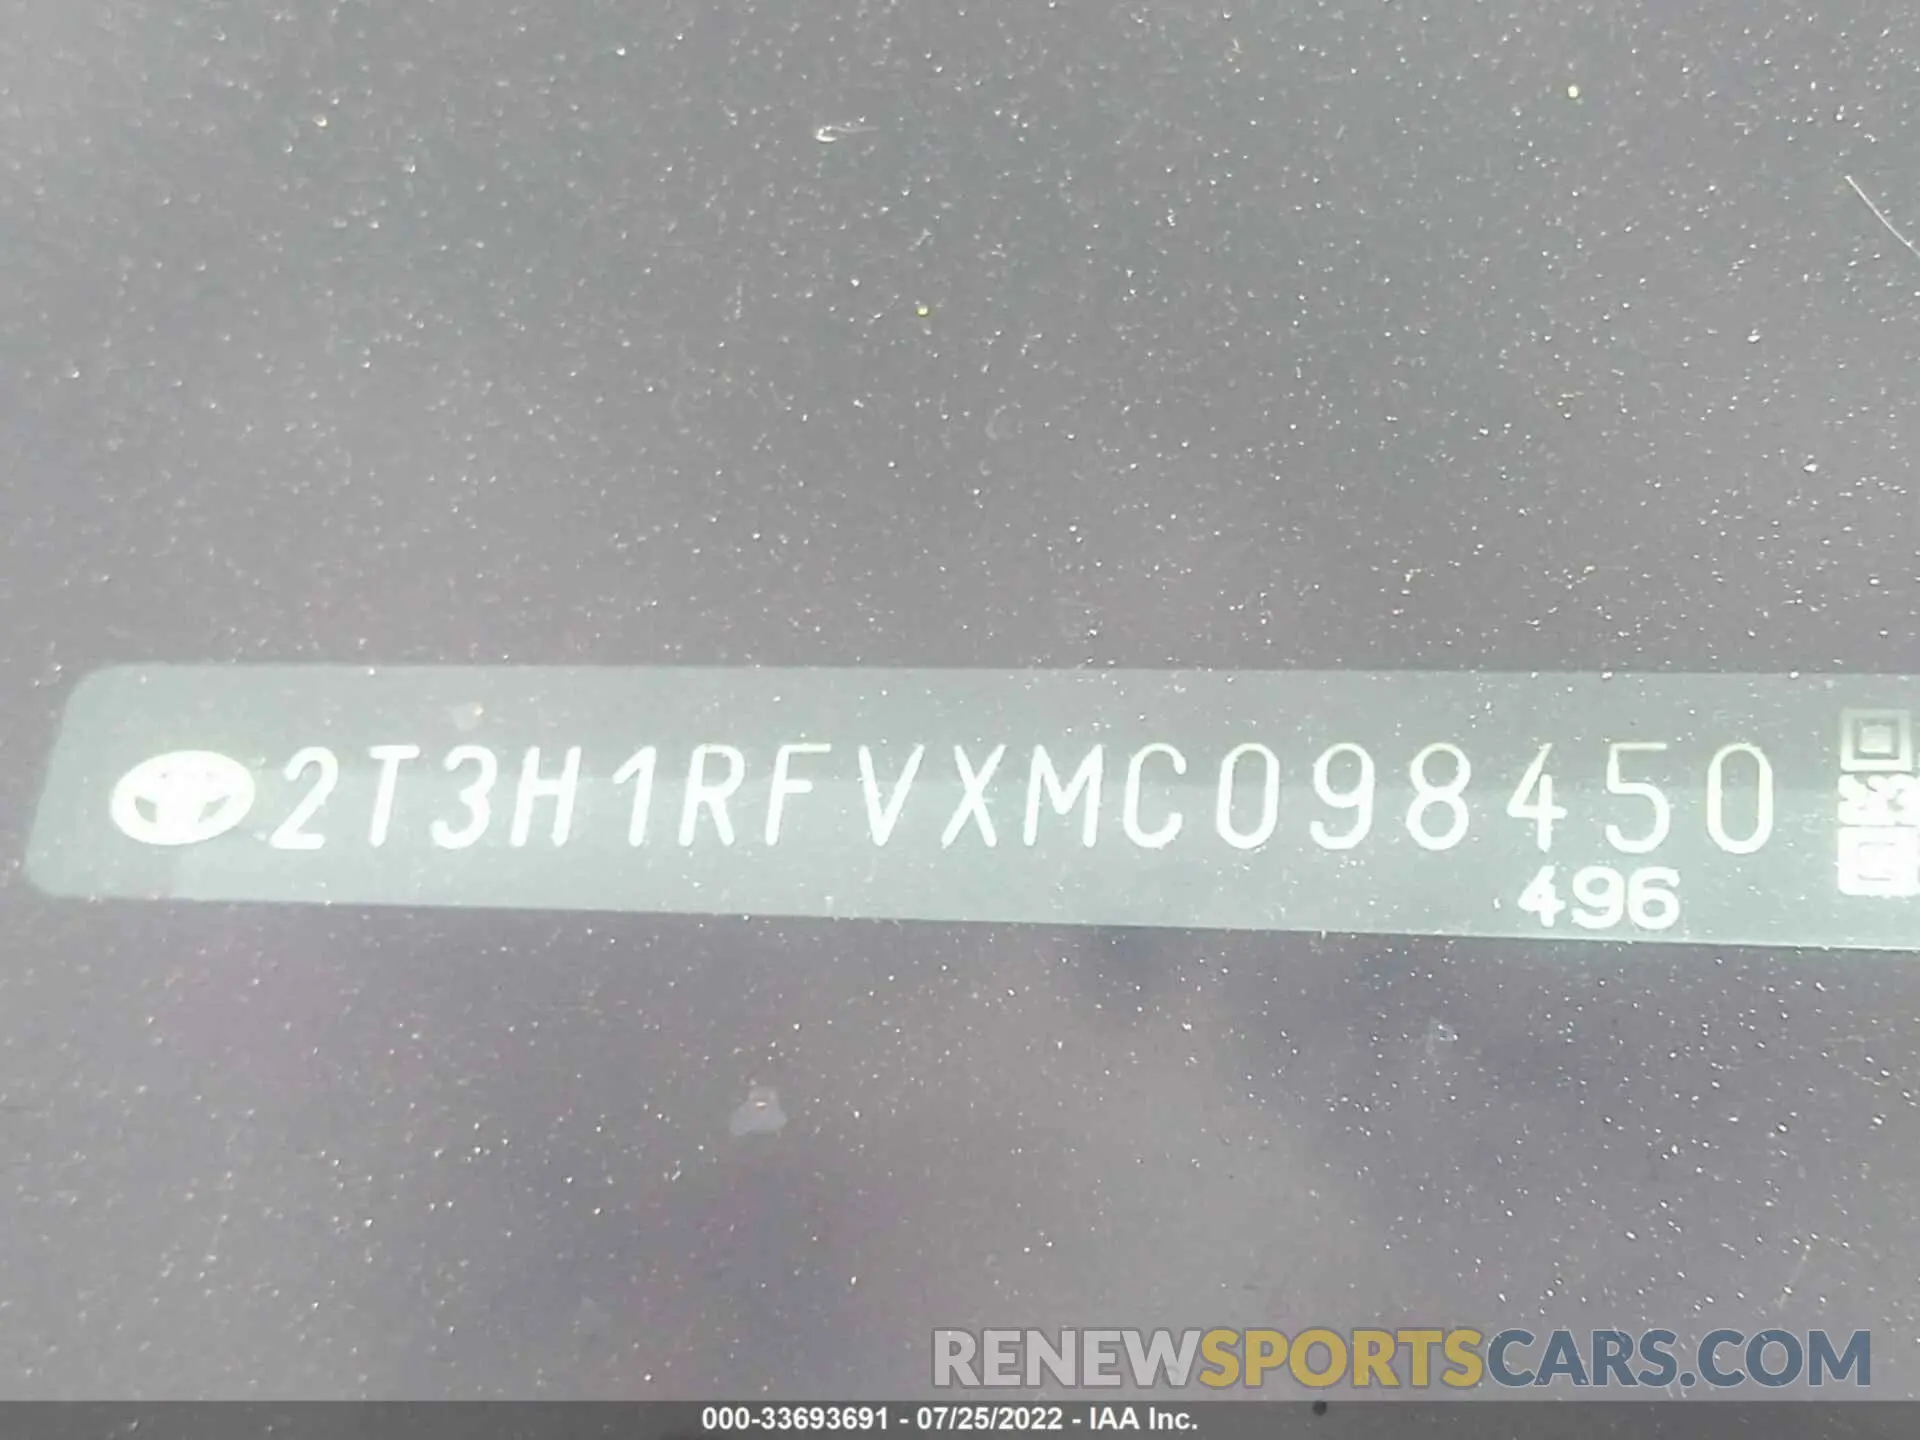 2T3H1RFVXMC098450
496
RENEWSPORTSCARS.COM
000-33693691 - 07/25/2022 - IAA Inc.